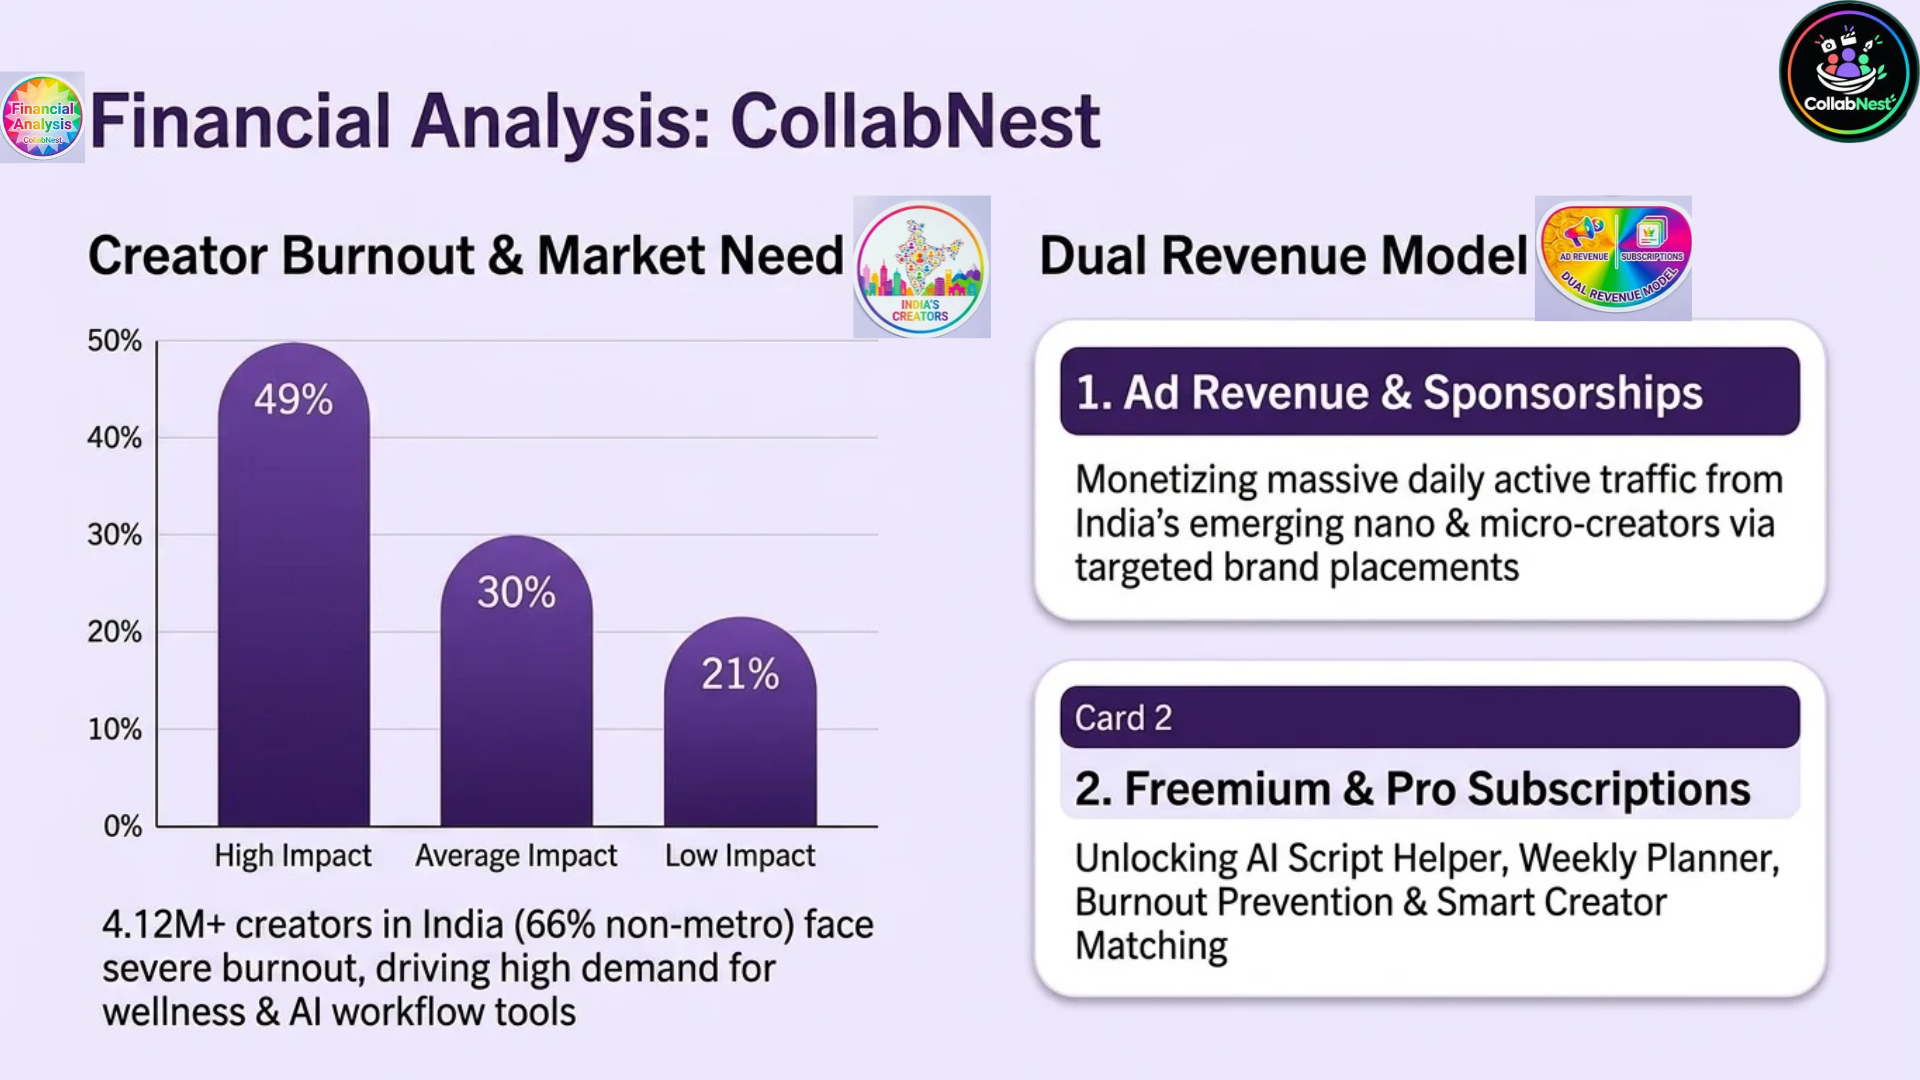 Financial
Analysis
CollabNest
Financial Analysis: CollabNest
CollabNest
Creator Burnout & Market Need
INDIA'S
CREATORS
50%
40%
30%
20%
10%
0%
49%
30%
21%
High Impact
Average Impact
Low Impact
4.12M+ creators in India (66% non-metro) face
severe burnout, driving high demand for
wellness & AI workflow tools
Dual Revenue Model
AD REVENUE
SUBSCRIPTIONS
DUAL REVENUE MODEL
1. Ad Revenue & Sponsorships
Monetizing massive daily active traffic from
India’s emerging nano & micro-creators via
targeted brand placements
Card 2
2. Freemium & Pro Subscriptions
Unlocking AI Script Helper, Weekly Planner,
Burnout Prevention & Smart Creator
Matching